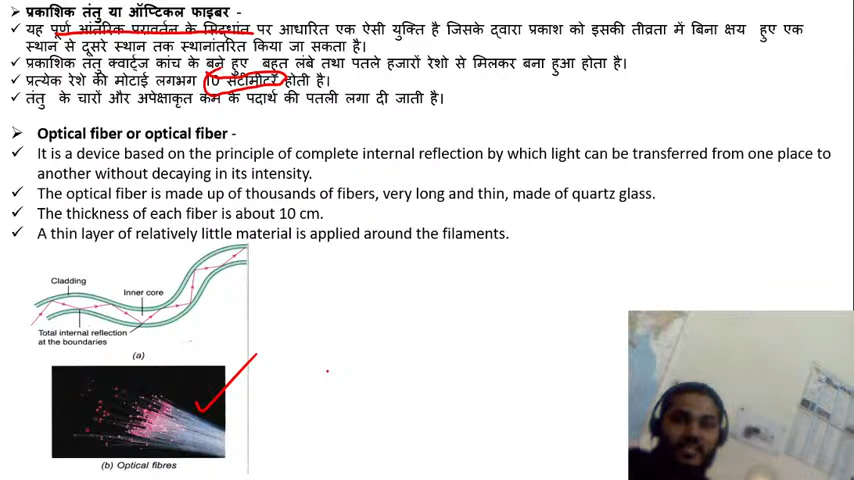 ➢ प्रकाशिक तंतु या ऑप्टिकल फाइबर -
✓ यह पूर्ण आंतरिक परावर्तन के सिद्धांत पर आधारित एक ऐसी युक्ति है जिसके द्वारा प्रकाश को इसकी तीव्रता में बिना क्षय हुए एक
स्थान से दूसरे स्थान तक स्थानांतरित किया जा सकता है।
✓ प्रकाशिक तंतु क्वार्ट्ज कांच के बने हुए बहुत लंबे तथा पतले हजारों रेशो से मिलकर बना हुआ होता है।
✓ प्रत्येक रेशे की मोटाई लगभग 10 सेंटीमीटर होती है।
✓ तंतु के चारों और अपेक्षाकृत कम के पदार्थ की पतली लगा दी जाती है।
➢ Optical fiber or optical fiber -
✓ It is a device based on the principle of complete internal reflection by which light can be transferred from one place to
another without decaying in its intensity.
✓ The optical fiber is made up of thousands of fibers, very long and thin, made of quartz glass.
✓ The thickness of each fiber is about 10 cm.
✓ A thin layer of relatively little material is applied around the filaments.
Cladding
Inner core
Total internal reflection
at the boundaries
(a)
(b) Optical fibres